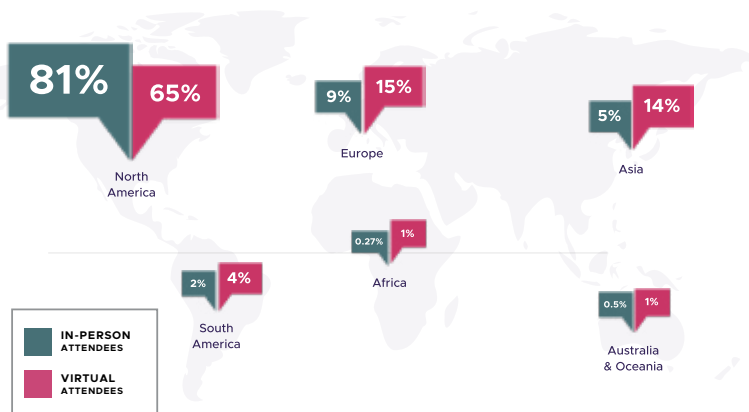 81%
65%
North
America
9%
15%
Europe
5%
14%
Asia
0.27%
1%
Africa
2%
4%
South
America
0.5%
1%
Australia
& Oceania
IN-PERSON
ATTENDEES
VIRTUAL
ATTENDEES